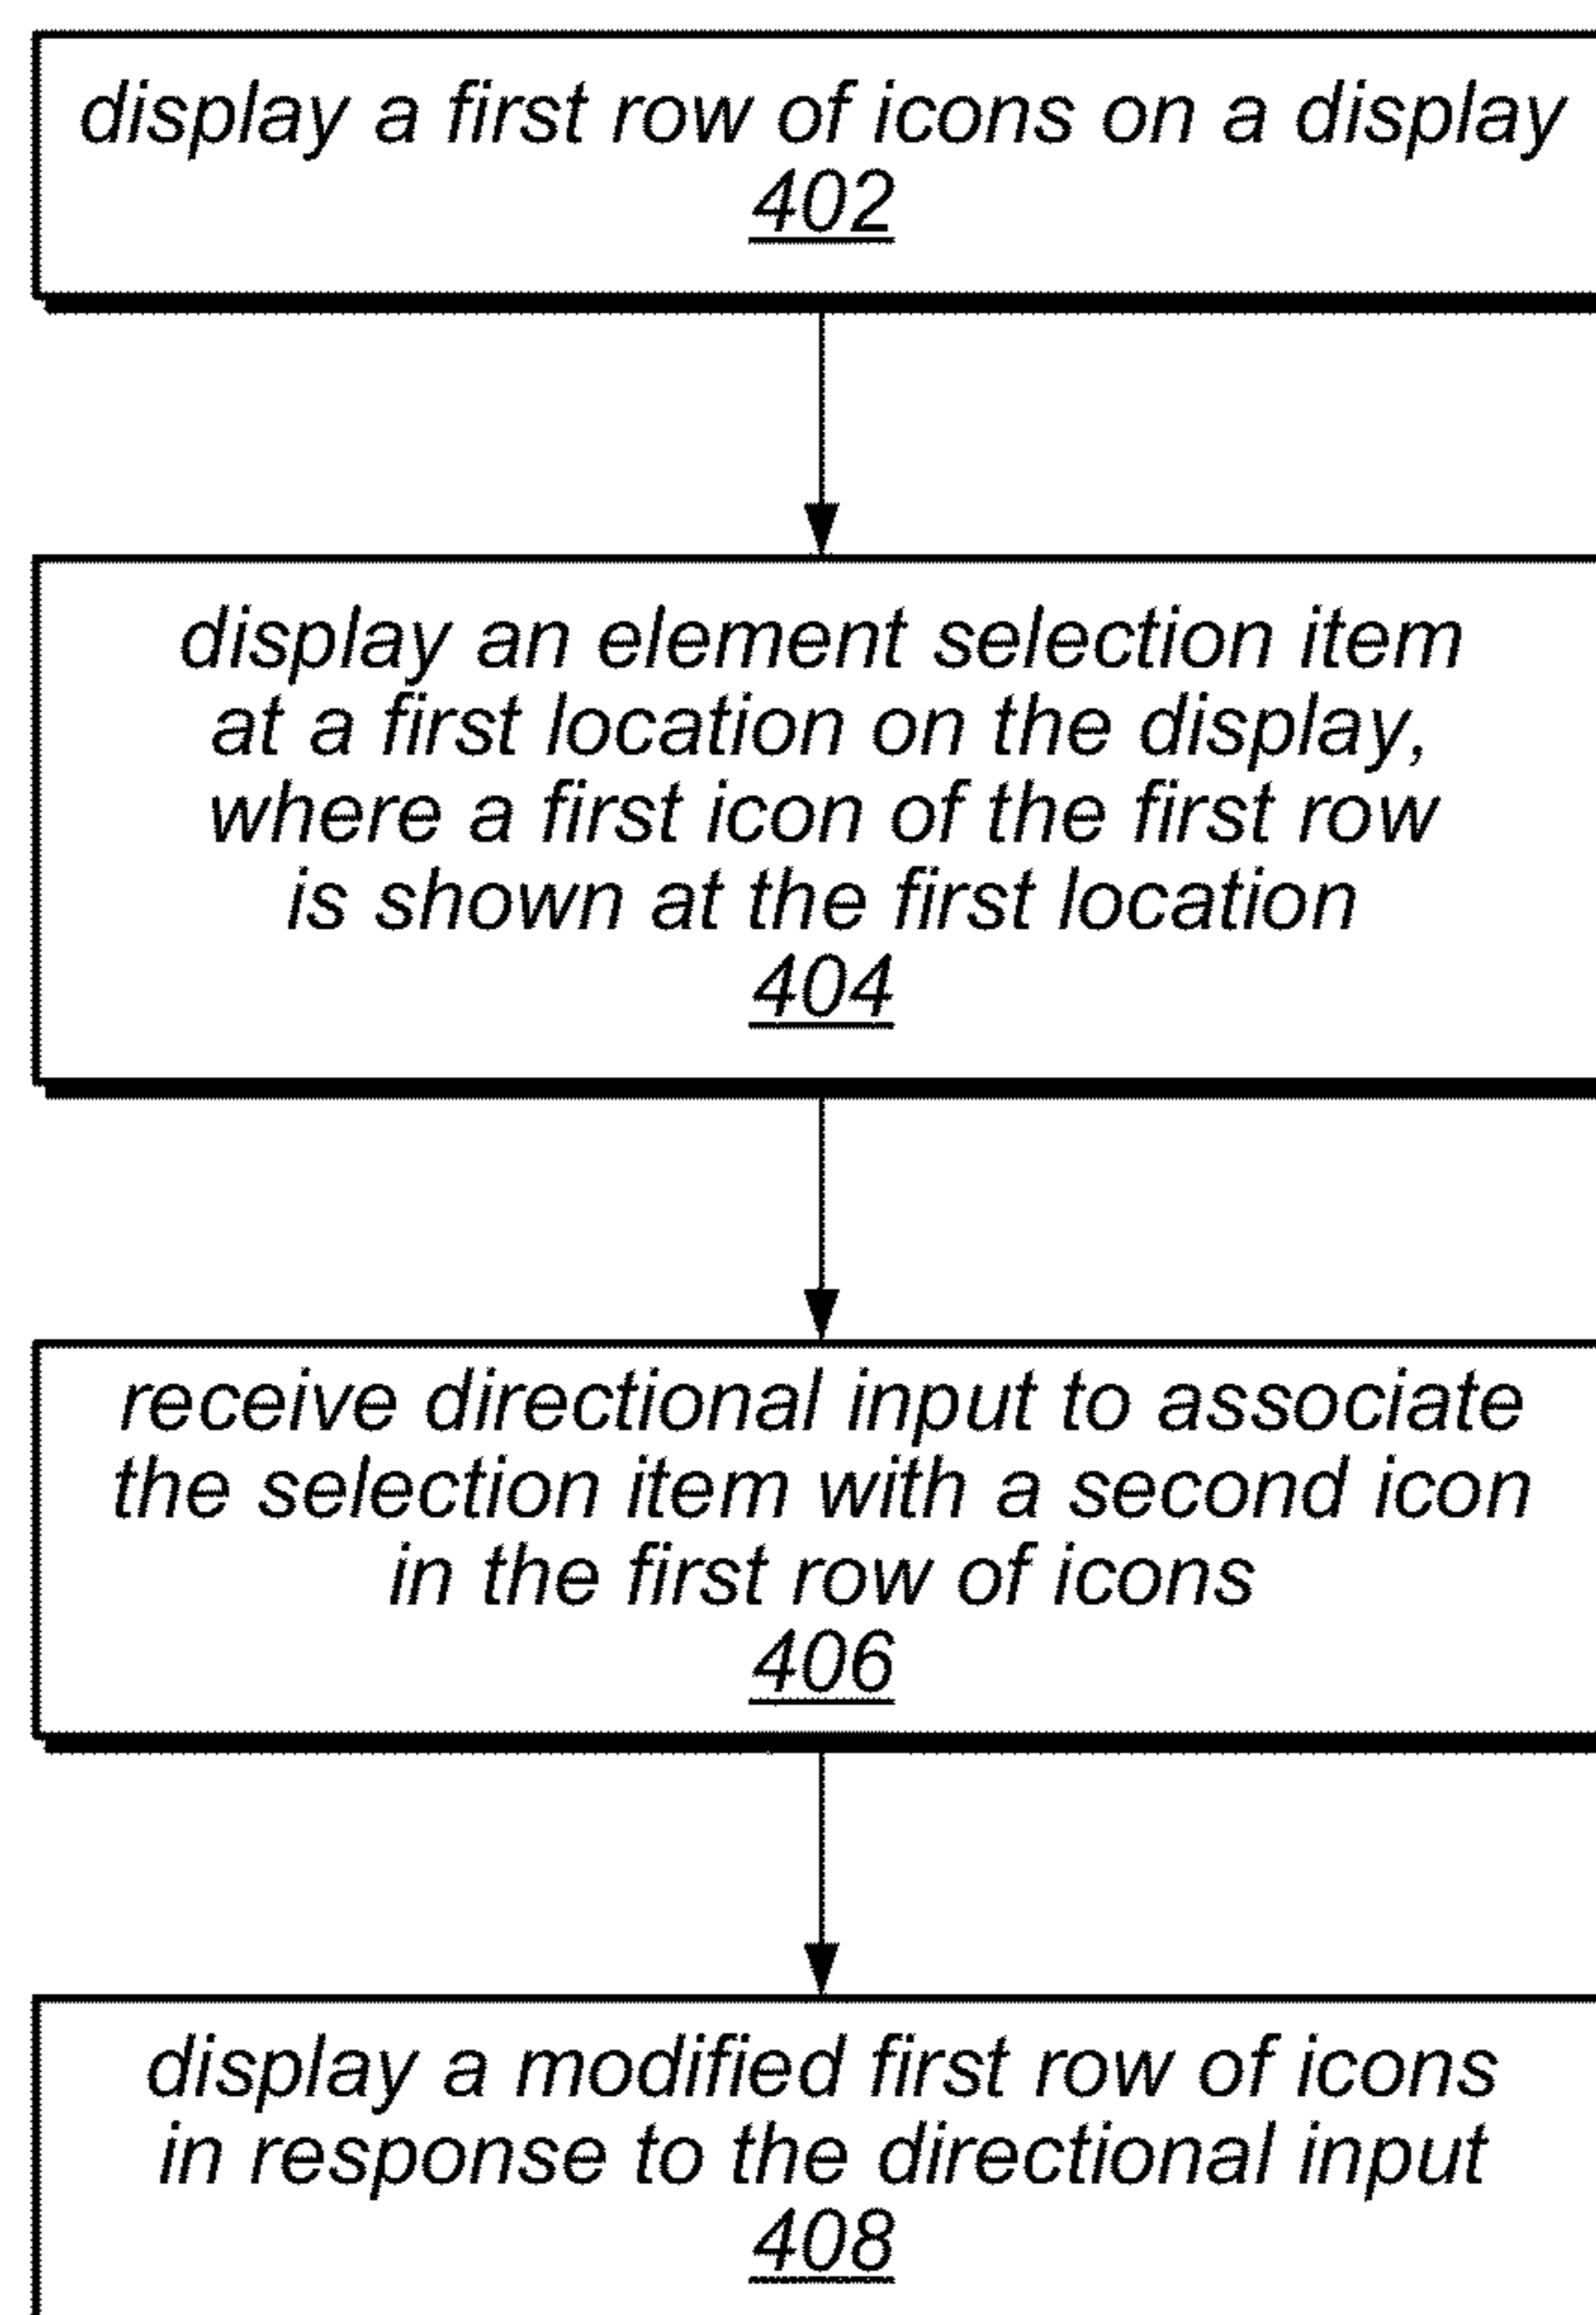 display a first row of icons on a display
402
display an element selection item
at a first location on the display,
where a first icon of the first row
is shown at the first location
404
receive directional input to associate
the selection item with a second icon
in the first row of icons
406
display a modified first row of icons
in response to the directional input
408